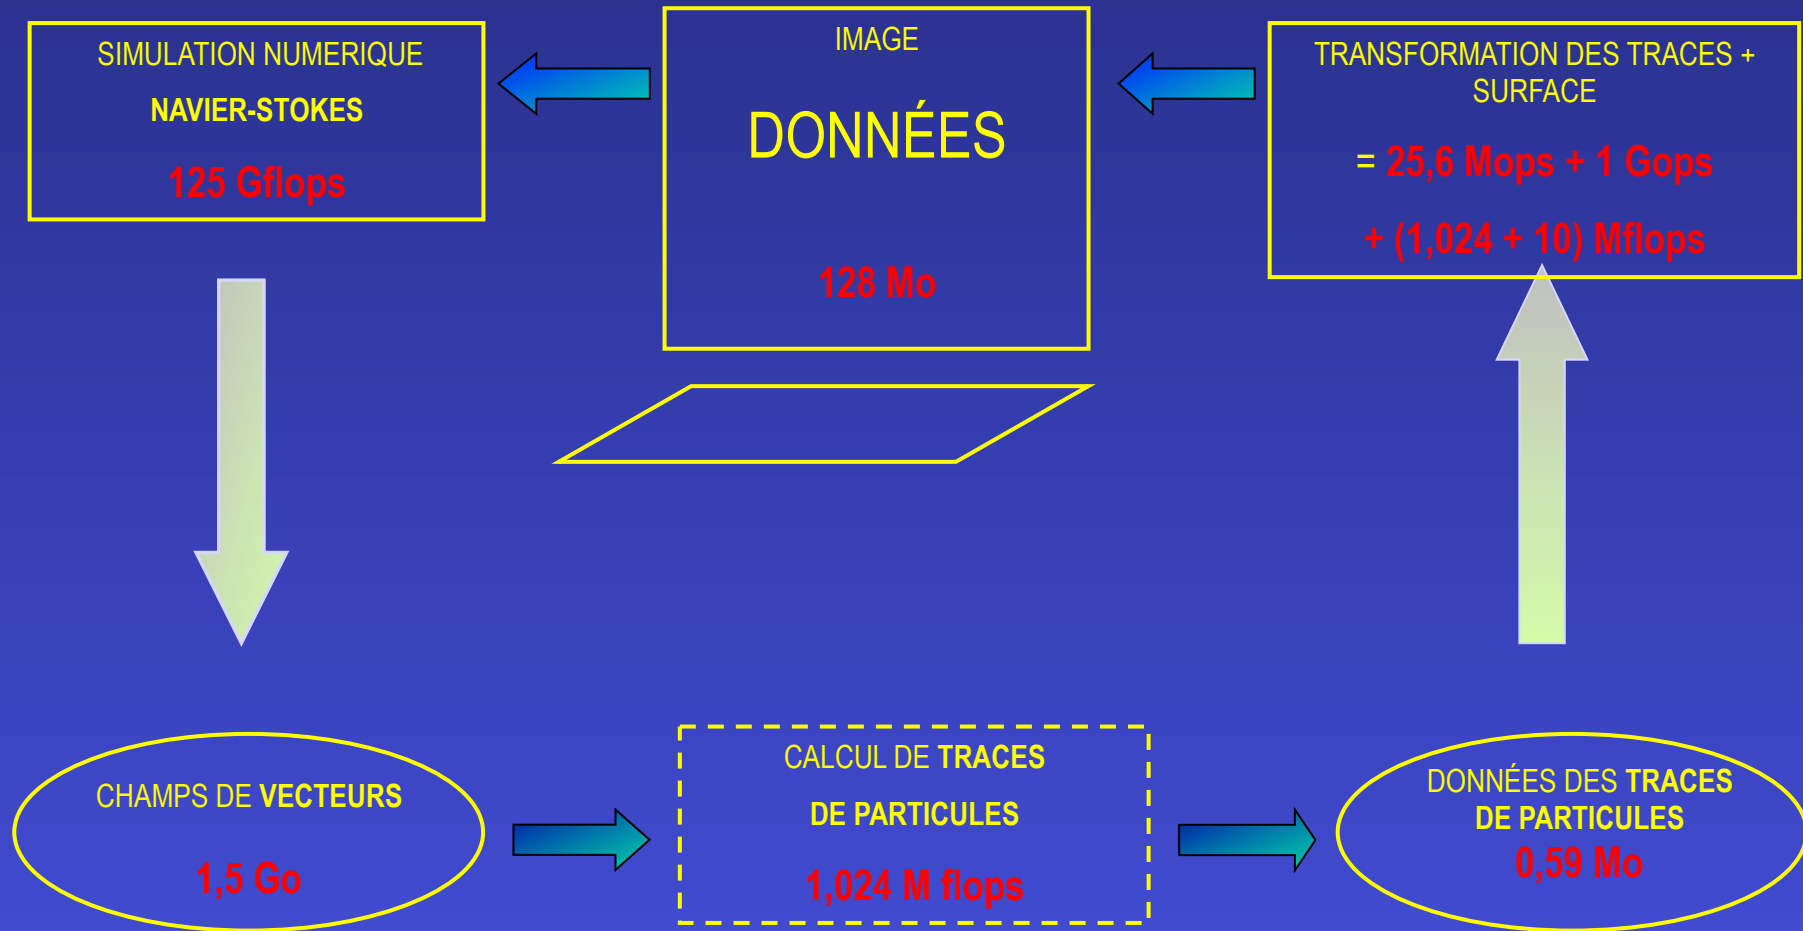 SIMULATION NUMERIQUE
NAVIER-STOKES
125 Gflops
IMAGE
DONNÉES
128 Mo
TRANSFORMATION DES TRACES +
SURFACE
= 25,6 Mops + 1 Gops
+ (1,024 + 10) Mflops
CHAMPS DE VECTEURS
1,5 Go
CALCUL DE TRACES
DE PARTICULES
1,024 M flops
DONNÉES DES TRACES
DE PARTICULES
0,59 Mo